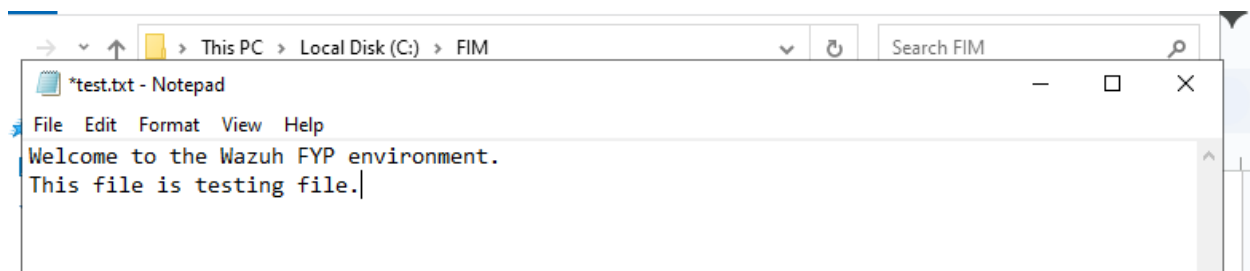 This PC > Local Disk (C:) > FIM
Search FIM
*test.txt - Notepad
File Edit Format View Help
Welcome to the Wazuh FYP environment.
This file is testing file.